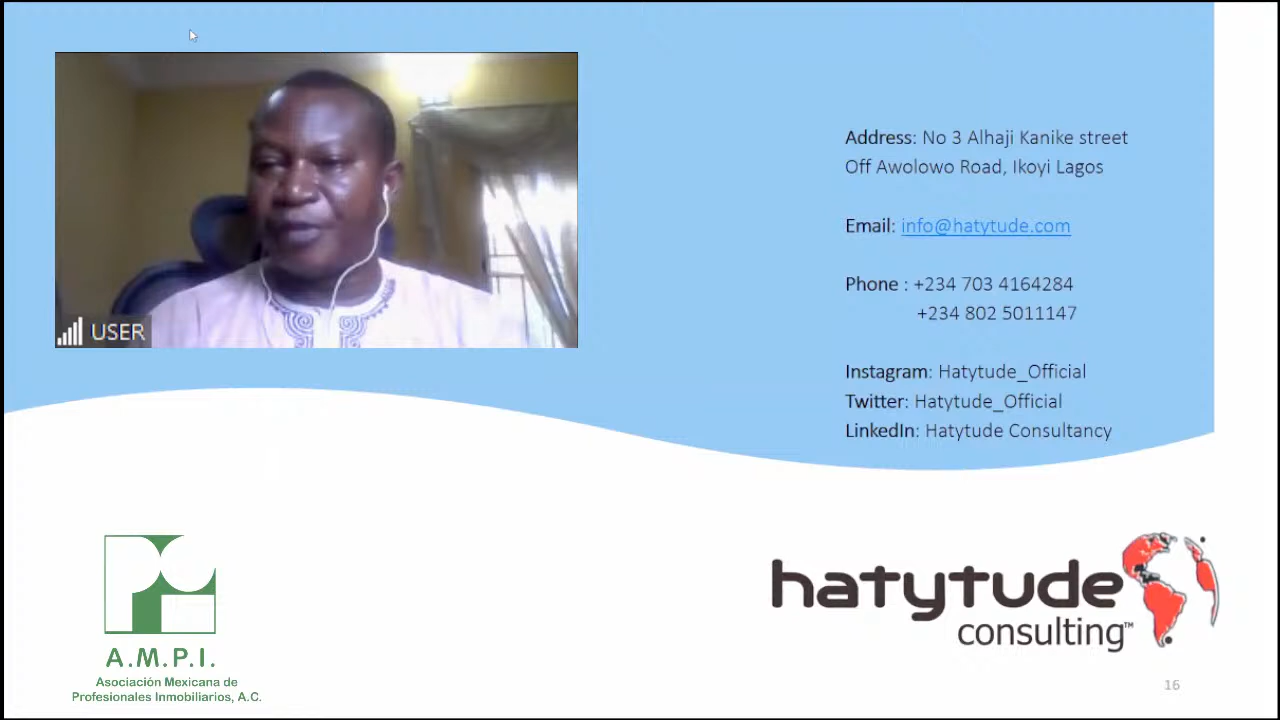 USER
Address: No 3 Alhaji Kanike street
Off Awolowo Road, Ikoyi Lagos
Email: info@hatytude.com
Phone : +234 703 4164284
+234 802 5011147
Instagram: Hatytude_Official
Twitter: Hatytude_Official
LinkedIn: Hatytude Consultancy
A.M.P.I.
Asociación Mexicana de
Profesionales Inmobiliarios, A.C.
hatytude
consulting™
16